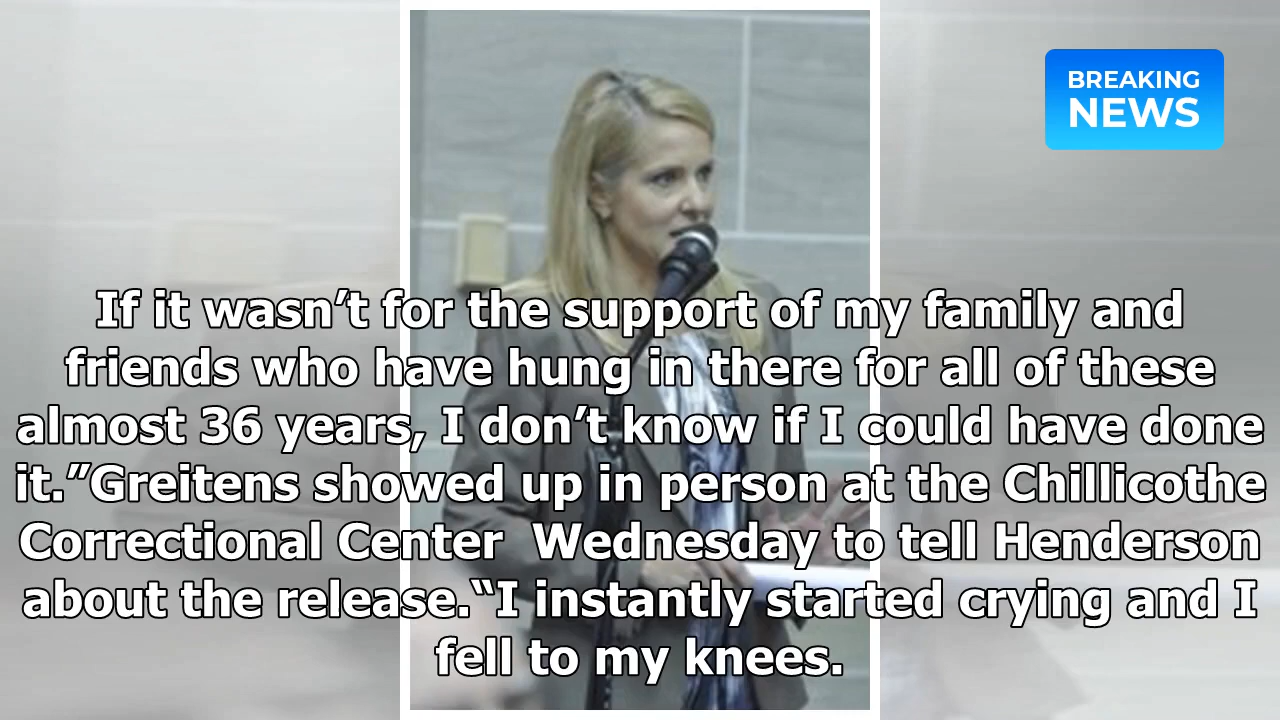 BREAKING
NEWS
If it wasn’t for the support of my family and
friends who have hung in there for all of these
almost 36 years, I don’t know if I could have done
it.”Greitens showed up in person at the Chillicothe
Correctional Center  Wednesday to tell Henderson
about the release.“I instantly started crying and I
fell to my knees.